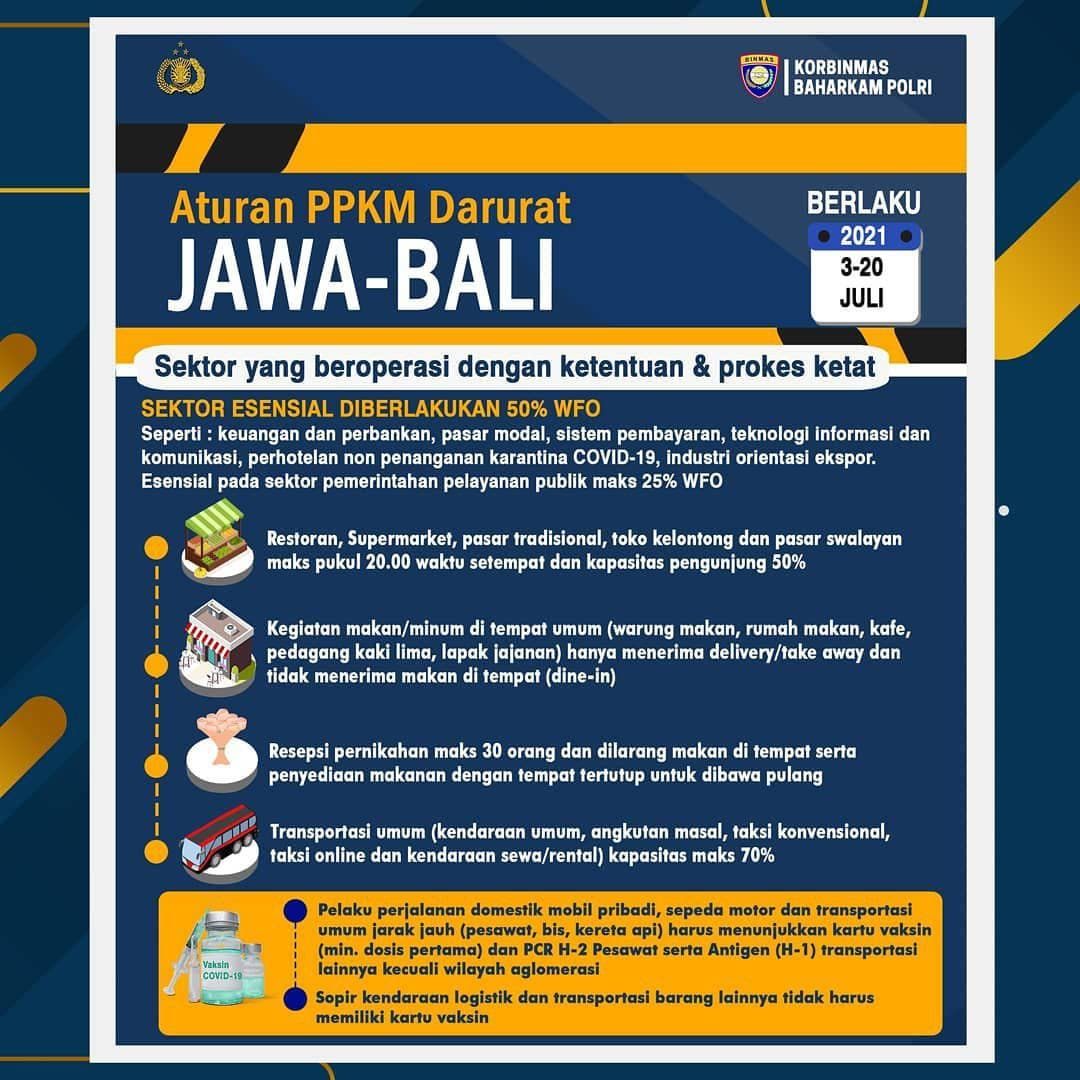 BINMAS
KORBINMAS
BAHARKAM POLRI
Aturan PPKM Darurat
JAWA-BALI
BERLAKU
2021
3-20
JULI
Sektor yang beroperasi dengan ketentuan & prokes ketat
SEKTOR ESENSIAL DIBERLAKUKAN 50% WFO
Seperti : keuangan dan perbankan, pasar modal, sistem pembayaran, teknologi informasi dan
komunikasi, perhotelan non penanganan karantina COVID-19, industri orientasi ekspor.
Esensial pada sektor pemerintahan pelayanan publik maks 25% WFO
Restoran, Supermarket, pasar tradisional, toko kelontong dan pasar swalayan
maks pukul 20.00 waktu setempat dan kapasitas pengunjung 50%
Kegiatan makan/minum di tempat umum (warung makan, rumah makan, kafe,
pedagang kaki lima, lapak jajanan) hanya menerima delivery/take away dan
tidak menerima makan di tempat (dine-in)
Resepsi pernikahan maks 30 orang dan dilarang makan di tempat serta
penyediaan makanan dengan tempat tertutup untuk dibawa pulang
Transportasi umum (kendaraan umum, angkutan masal, taksi konvensional,
taksi online dan kendaraan sewa/rental) kapasitas maks 70%
Vaksin
COVID-19
Pelaku perjalanan domestik mobil pribadi, sepeda motor dan transportasi
umum jarak jauh (pesawat, bis, kereta api) harus menunjukkan kartu vaksin
(min. dosis pertama) dan PCR H-2 Pesawat serta Antigen (H-1) transportasi
lainnya kecuali wilayah aglomerasi
Sopir kendaraan logistik dan transportasi barang lainnya tidak harus
memiliki kartu vaksin